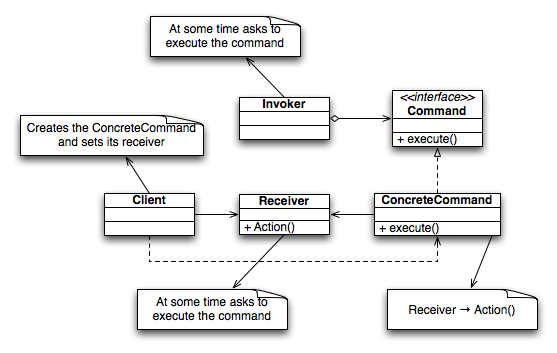 At some time asks to
execute the command
<<interface>>
Command
+ execute()
Invoker
Creates the ConcreteCommand
and sets its receiver
Client
Receiver
+ Action()
ConcreteCommand
+ execute()
At some time asks to
execute the command
Receiver → Action()